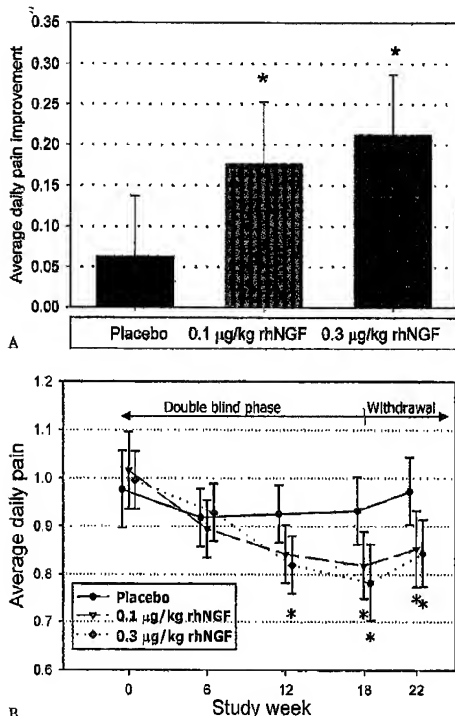 0.35
*
*
0.30
0.25
0.20
0.15
0.10
0.05
0.00
Average daily pain improvement
Placebo 0.1 µg/kg rhNGF 0.3 µg/kg rhNGF
A
1.2
Double blind phase Withdrawal
1.1
1.0
0.9
0.8
0.7
0.6
Average daily pain
* * * * *
Placebo
0.1 µg/kg rhNGF
0.3 µg/kg rhNGF
0 6 12 18 22
Study week
B